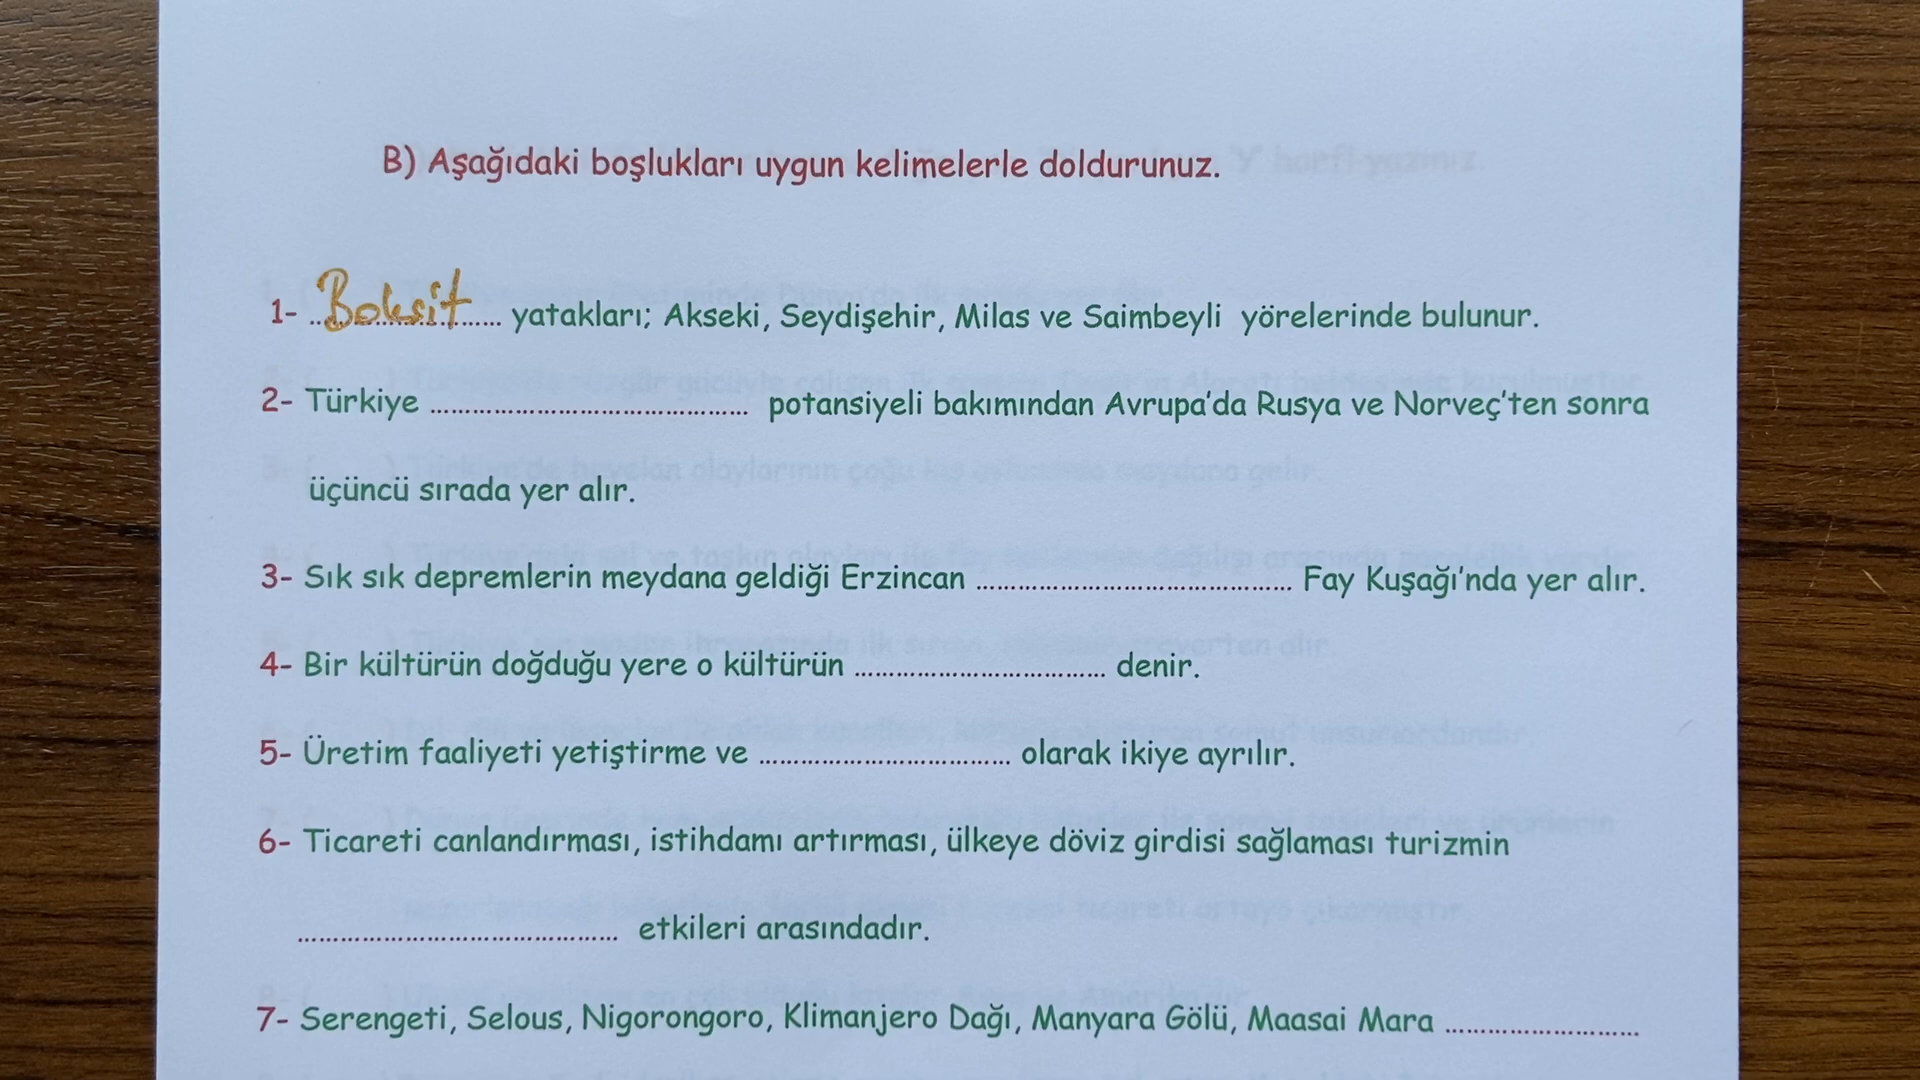 B) Aşağıdaki boşlukları uygun kelimelerle doldurunuz.
1- Boksit yatakları; Akseki, Seydişehir, Milas ve Saimbeyli yörelerinde bulunur.
2- Türkiye ........................................ potansiyeli bakımından Avrupa'da Rusya ve Norveç'ten sonra
üçüncü sırada yer alır.
3- Sık sık depremlerin meydana geldiği Erzincan ........................................ Fay Kuşağı'nda yer alır.
4- Bir kültürün doğduğu yere o kültürün ................................ denir.
5- Üretim faaliyeti yetiştirme ve ................................ olarak ikiye ayrılır.
6- Ticareti canlandırması, istihdamı artırması, ülkeye döviz girdisi sağlaması turizmin
........................................ etkileri arasındadır.
7- Serengeti, Selous, Nigorongoro, Klimanjero Dağı, Manyara Gölü, Maasai Mara ........................